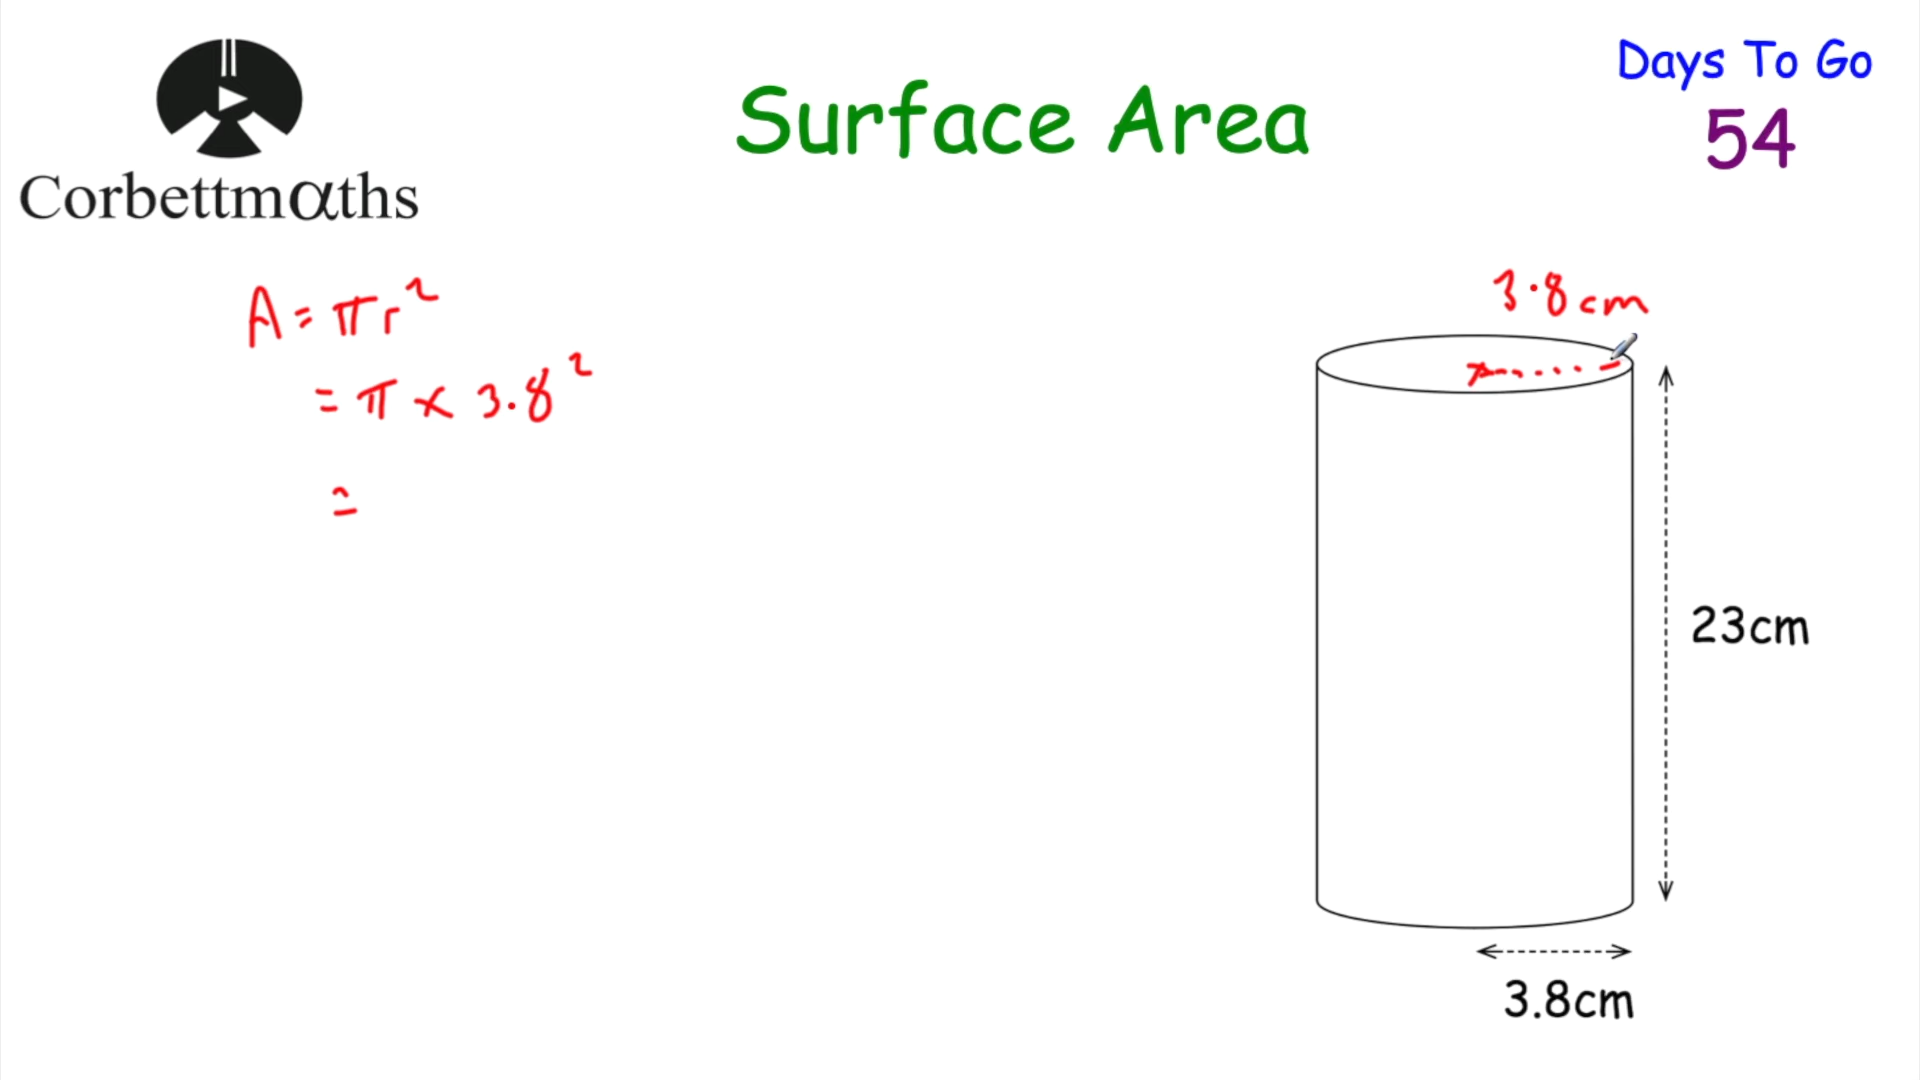 Corbettmαths
Surface Area
Days To Go
54
A = πr²
= π × 3.8²
=
3.8cm
23cm
3.8cm